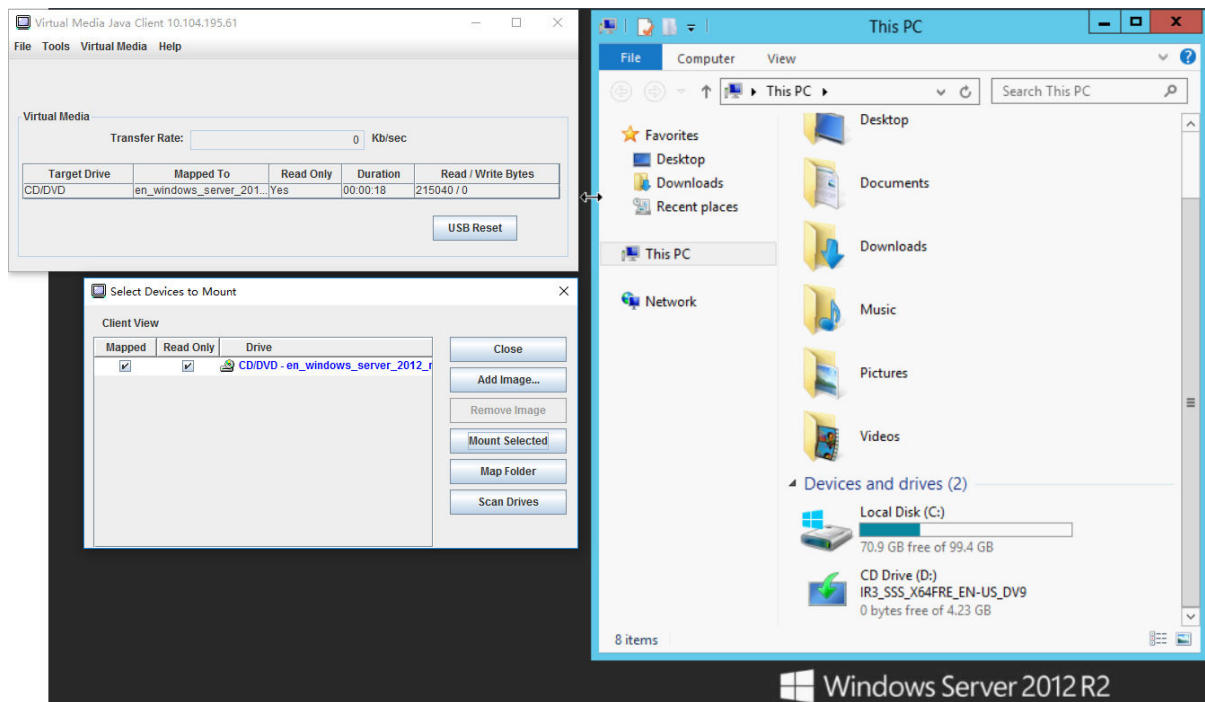 Virtual Media Java Client 10.104.195.61
File Tools Virtual Media Help
Virtual Media
Transfer Rate: 0 Kb/sec
Target Drive Mapped To Read Only Duration Read / Write Bytes
CD/DVD en_windows_server_201... Yes 00:00:18 215040 / 0
USB Reset
Select Devices to Mount
Client View
Mapped Read Only Drive
CD/DVD - en_windows_server_2012_r
Close
Add Image...
Remove Image
Mount Selected
Map Folder
Scan Drives
This PC
File Computer View
This PC
Search This PC
Favorites
Desktop
Downloads
Recent places
This PC
Network
Desktop
Documents
Downloads
Music
Pictures
Videos
Devices and drives (2)
Local Disk (C:)
70.9 GB free of 99.4 GB
CD Drive (D:)
IR3_SSS_X64FRE_EN-US_DV9
0 bytes free of 4.23 GB
8 items
Windows Server 2012 R2